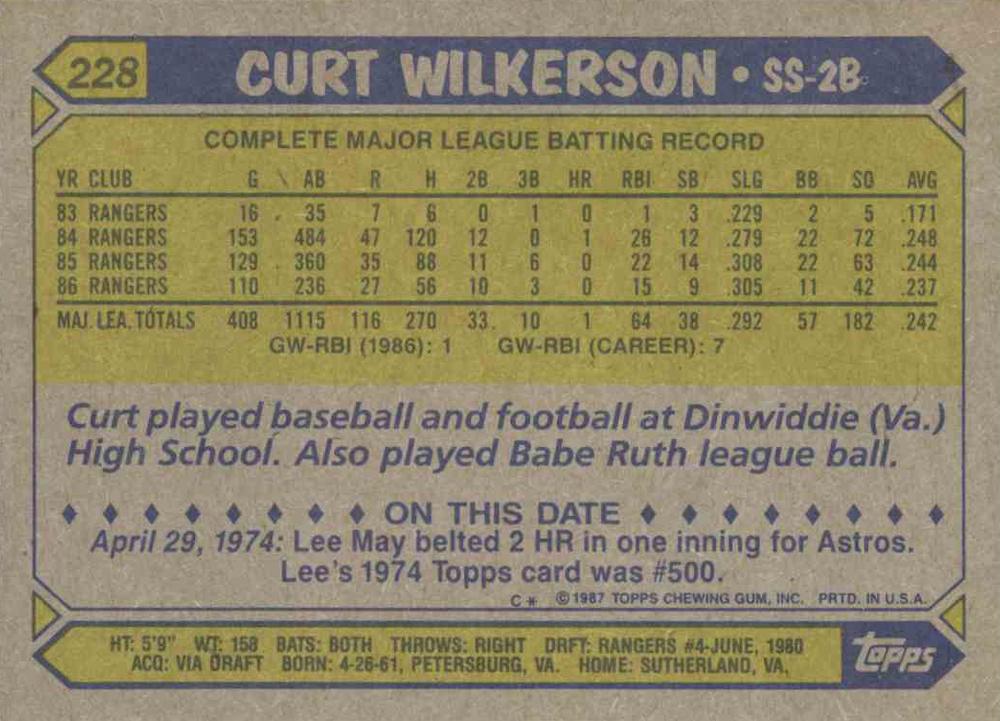 228 CURT WILKERSON • SS-2B
COMPLETE MAJOR LEAGUE BATTING RECORD
YR CLUB G AB R H 2B 3B HR RBI SB SLG BB SO AVG
83 RANGERS 16 35 7 6 0 1 0 1 3 .229 2 5 .171
84 RANGERS 153 484 47 120 12 0 1 26 12 .279 22 72 .248
85 RANGERS 129 360 35 88 11 6 0 22 14 .308 22 63 .244
86 RANGERS 110 236 27 56 10 3 0 15 9 .305 11 42 .237
MAJ. LEA. TOTALS 408 1115 116 270 33 10 1 64 38 .292 57 182 .242
GW-RBI (1986): 1 GW-RBI (CAREER): 7
Curt played baseball and football at Dinwiddie (Va.)
High School. Also played Babe Ruth league ball.
♦ ♦ ♦ ♦ ♦ ♦ ♦ ♦ ON THIS DATE ♦ ♦ ♦ ♦ ♦ ♦ ♦ ♦
April 29, 1974: Lee May belted 2 HR in one inning for Astros.
Lee's 1974 Topps card was #500.
C* ©1987 TOPPS CHEWING GUM, INC. PRTD. IN U.S.A.
HT: 5'9" WT: 158 BATS: BOTH THROWS: RIGHT DRFT: RANGERS #4-JUNE, 1980
ACQ: VIA DRAFT BORN: 4-26-61, PETERSBURG, VA. HOME: SUTHERLAND, VA.
Topps